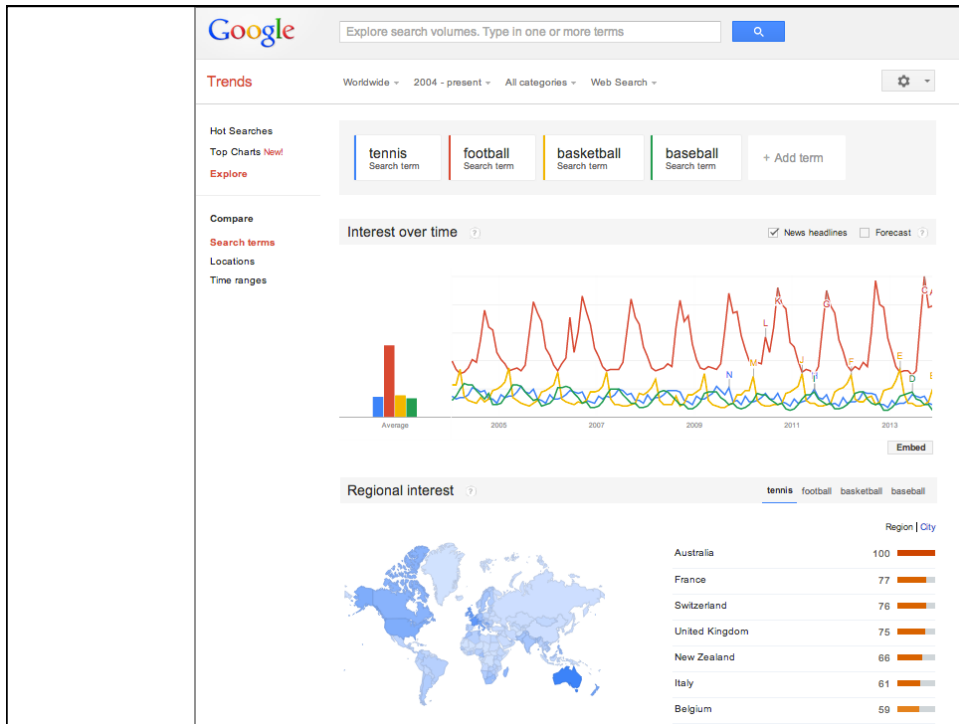 Google
Explore search volumes. Type in one or more terms
Trends
Worldwide 2004 - present All categories Web Search
Hot Searches
Top Charts New!
Explore
Compare
Search terms
Locations
Time ranges
tennis
Search term
football
Search term
basketball
Search term
baseball
Search term
+ Add term
Interest over time ?
News headlines Forecast ?
K G C A
L
N M J H F E D
Average 2005 2007 2009 2011 2013
Embed
Regional interest ?
tennis football basketball baseball
Region | City
Australia 100
France 77
Switzerland 76
United Kingdom 75
New Zealand 66
Italy 61
Belgium 59